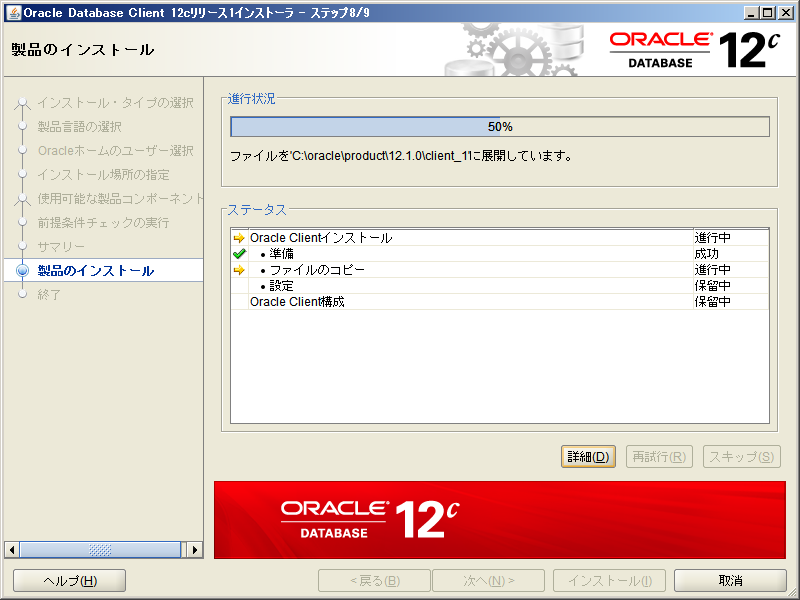 Oracle Database Client 12cリリース1インストーラ - ステップ8/9
製品のインストール
ORACLE® DATABASE 12c
インストール・タイプの選択
製品言語の選択
Oracleホームのユーザー選択
インストール場所の指定
使用可能な製品コンポーネント
前提条件チェックの実行
サマリー
製品のインストール
終了
進行状況
50%
ファイルを'C:\oracle\product\12.1.0\client_1'に展開しています。
ステータス
Oracle Clientインストール 進行中
• 準備 成功
• ファイルのコピー 進行中
• 設定 保留中
Oracle Client構成 保留中
詳細(D) 再試行(R) スキップ(S)
ORACLE® DATABASE 12c
ヘルプ(H) <戻る(B) 次へ(N)> インストール(I) 取消